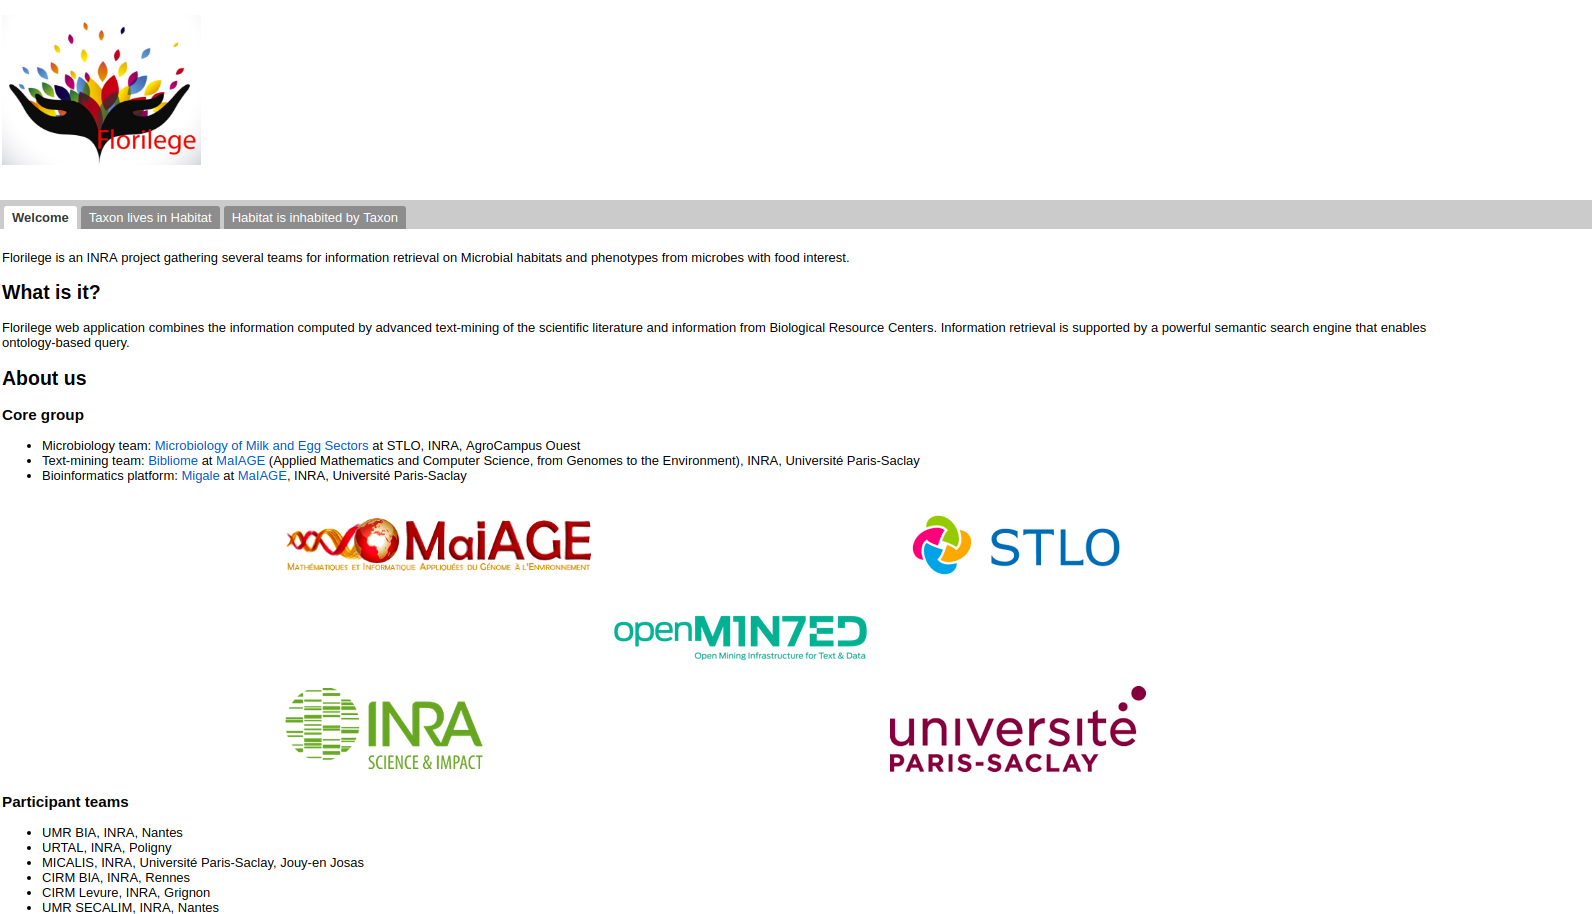 Florilege
Welcome
Taxon lives in Habitat
Habitat is inhabited by Taxon
Florilege is an INRA project gathering several teams for information retrieval on Microbial habitats and phenotypes from microbes with food interest.
What is it?
Florilege web application combines the information computed by advanced text-mining of the scientific literature and information from Biological Resource Centers. Information retrieval is supported by a powerful semantic search engine that enables
ontology-based query.
About us
Core group
• Microbiology team: Microbiology of Milk and Egg Sectors at STLO, INRA, AgroCampus Ouest
• Text-mining team: Bibliome at MaIAGE (Applied Mathematics and Computer Science, from Genomes to the Environment), INRA, Université Paris-Saclay
• Bioinformatics platform: Migale at MaIAGE, INRA, Université Paris-Saclay
MaiAGE
Mathématiques et Informatique Appliquées du Génome à l'Environnement
STLO
openM1N7ED
Open Mining Infrastructure for Text & Data
INRA
SCIENCE & IMPACT
université
PARIS-SACLAY
Participant teams
• UMR BIA, INRA, Nantes
• URTAL, INRA, Poligny
• MICALIS, INRA, Université Paris-Saclay, Jouy-en Josas
• CIRM BIA, INRA, Rennes
• CIRM Levure, INRA, Grignon
• UMR SECALIM, INRA, Nantes